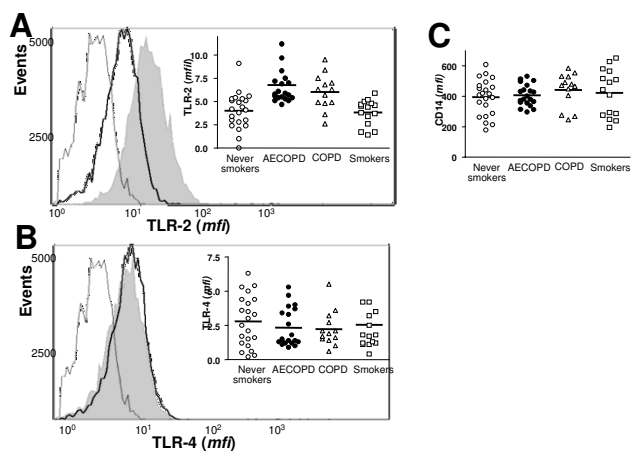 A
5000
2500
Events
10⁰ 10¹ 10² 10³
TLR-2 (mfi)
TLR-2 (mfi)
10.0
7.5
5.0
2.5
0.0
Never smokers
AECOPD
COPD
Smokers
C
CD14 (mfi)
600
400
200
0
Never smokers
AECOPD
COPD
Smokers
B
5000
2500
Events
10⁰ 10¹ 10² 10³
TLR-4 (mfi)
TLR-4 (mfi)
7.5
5.0
2.5
0.0
Never smokers
AECOPD
COPD
Smokers